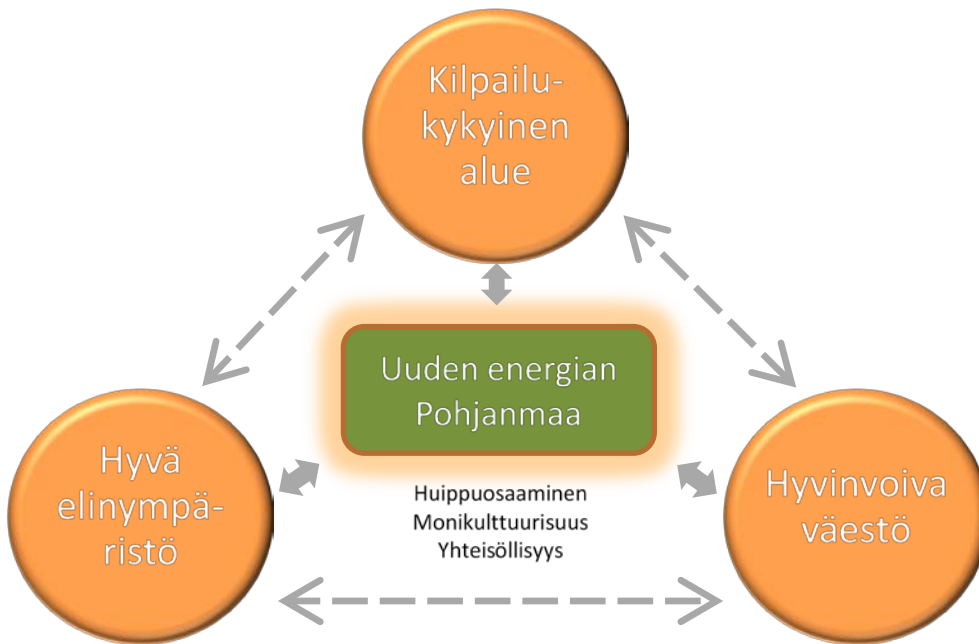 Kilpailu-
kykyinen
alue
Uuden energian
Pohjanmaa
Hyvä
elinympä-
ristö
Huippuosaaminen
Monikulttuurisuus
Yhteisöllisyys
Hyvinvoiva
väestö